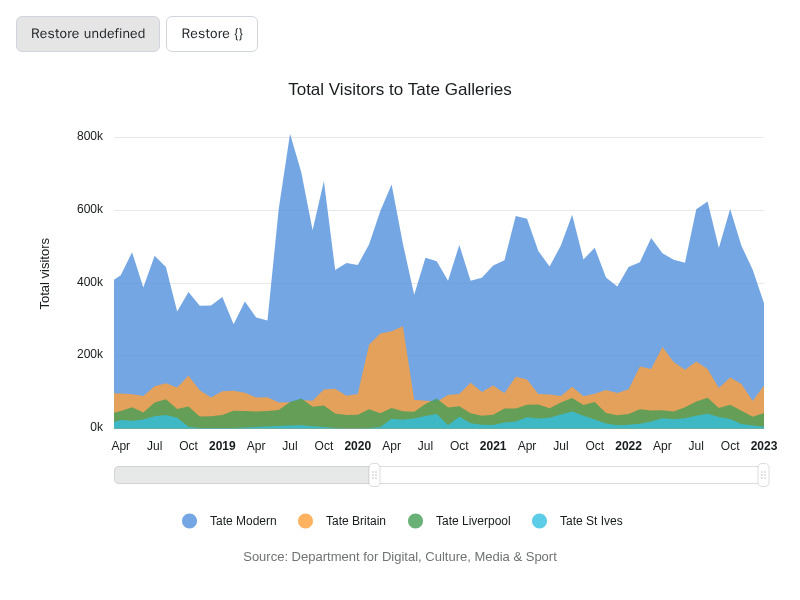 Restore undefined Restore {}
Total Visitors to Tate Galleries
Total visitors
800k
600k
400k
200k
0k
Apr Jul Oct 2019 Apr Jul Oct 2020 Apr Jul Oct 2021 Apr Jul Oct 2022 Apr Jul Oct 2023
Tate Modern Tate Britain Tate Liverpool Tate St Ives
Source: Department for Digital, Culture, Media & Sport